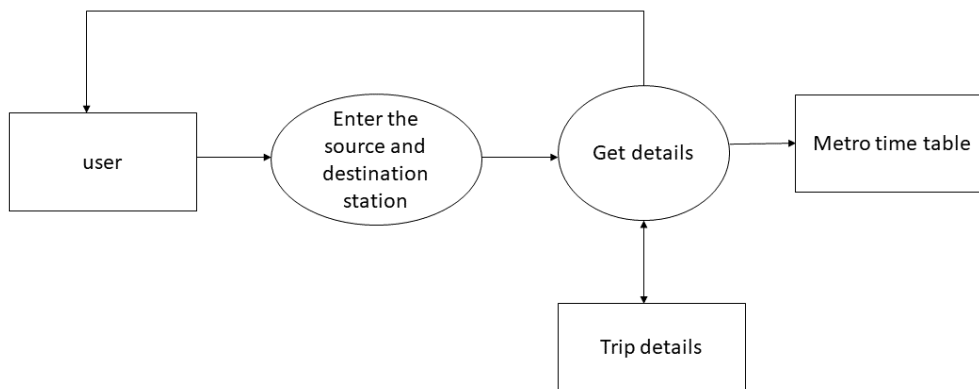 user
Enter the
source and
destination
station
Get details
Metro time table
Trip details